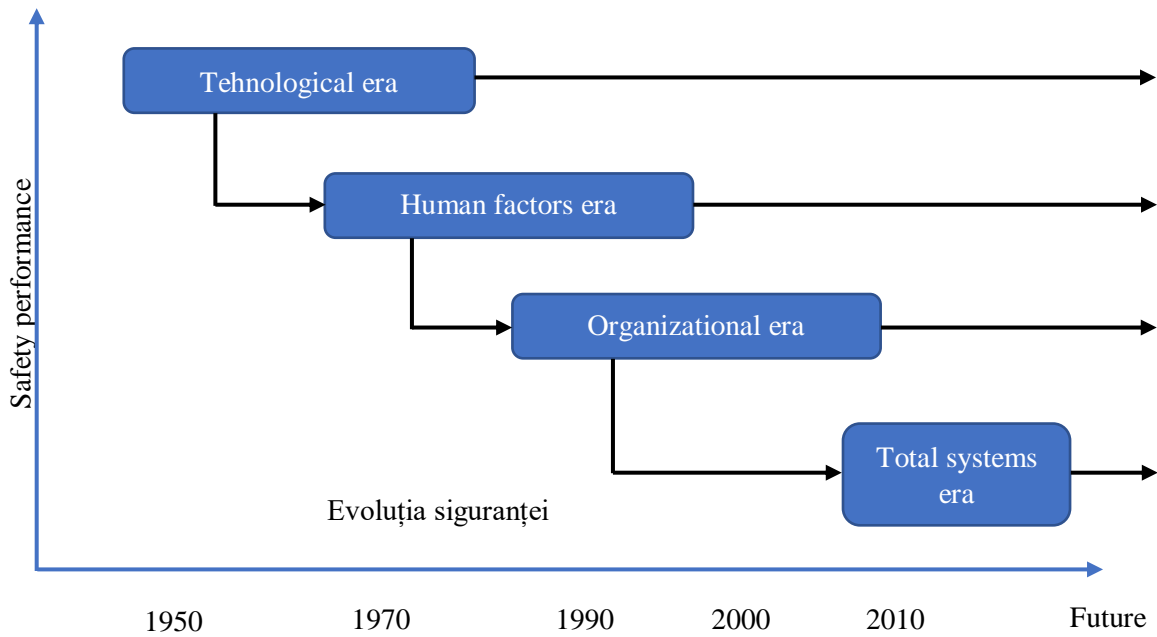 Tehnological era
Human factors era
Safety performance
Organizational era
Total systems
era
Evoluția siguranței
1950
1970
1990
2000
2010
Future